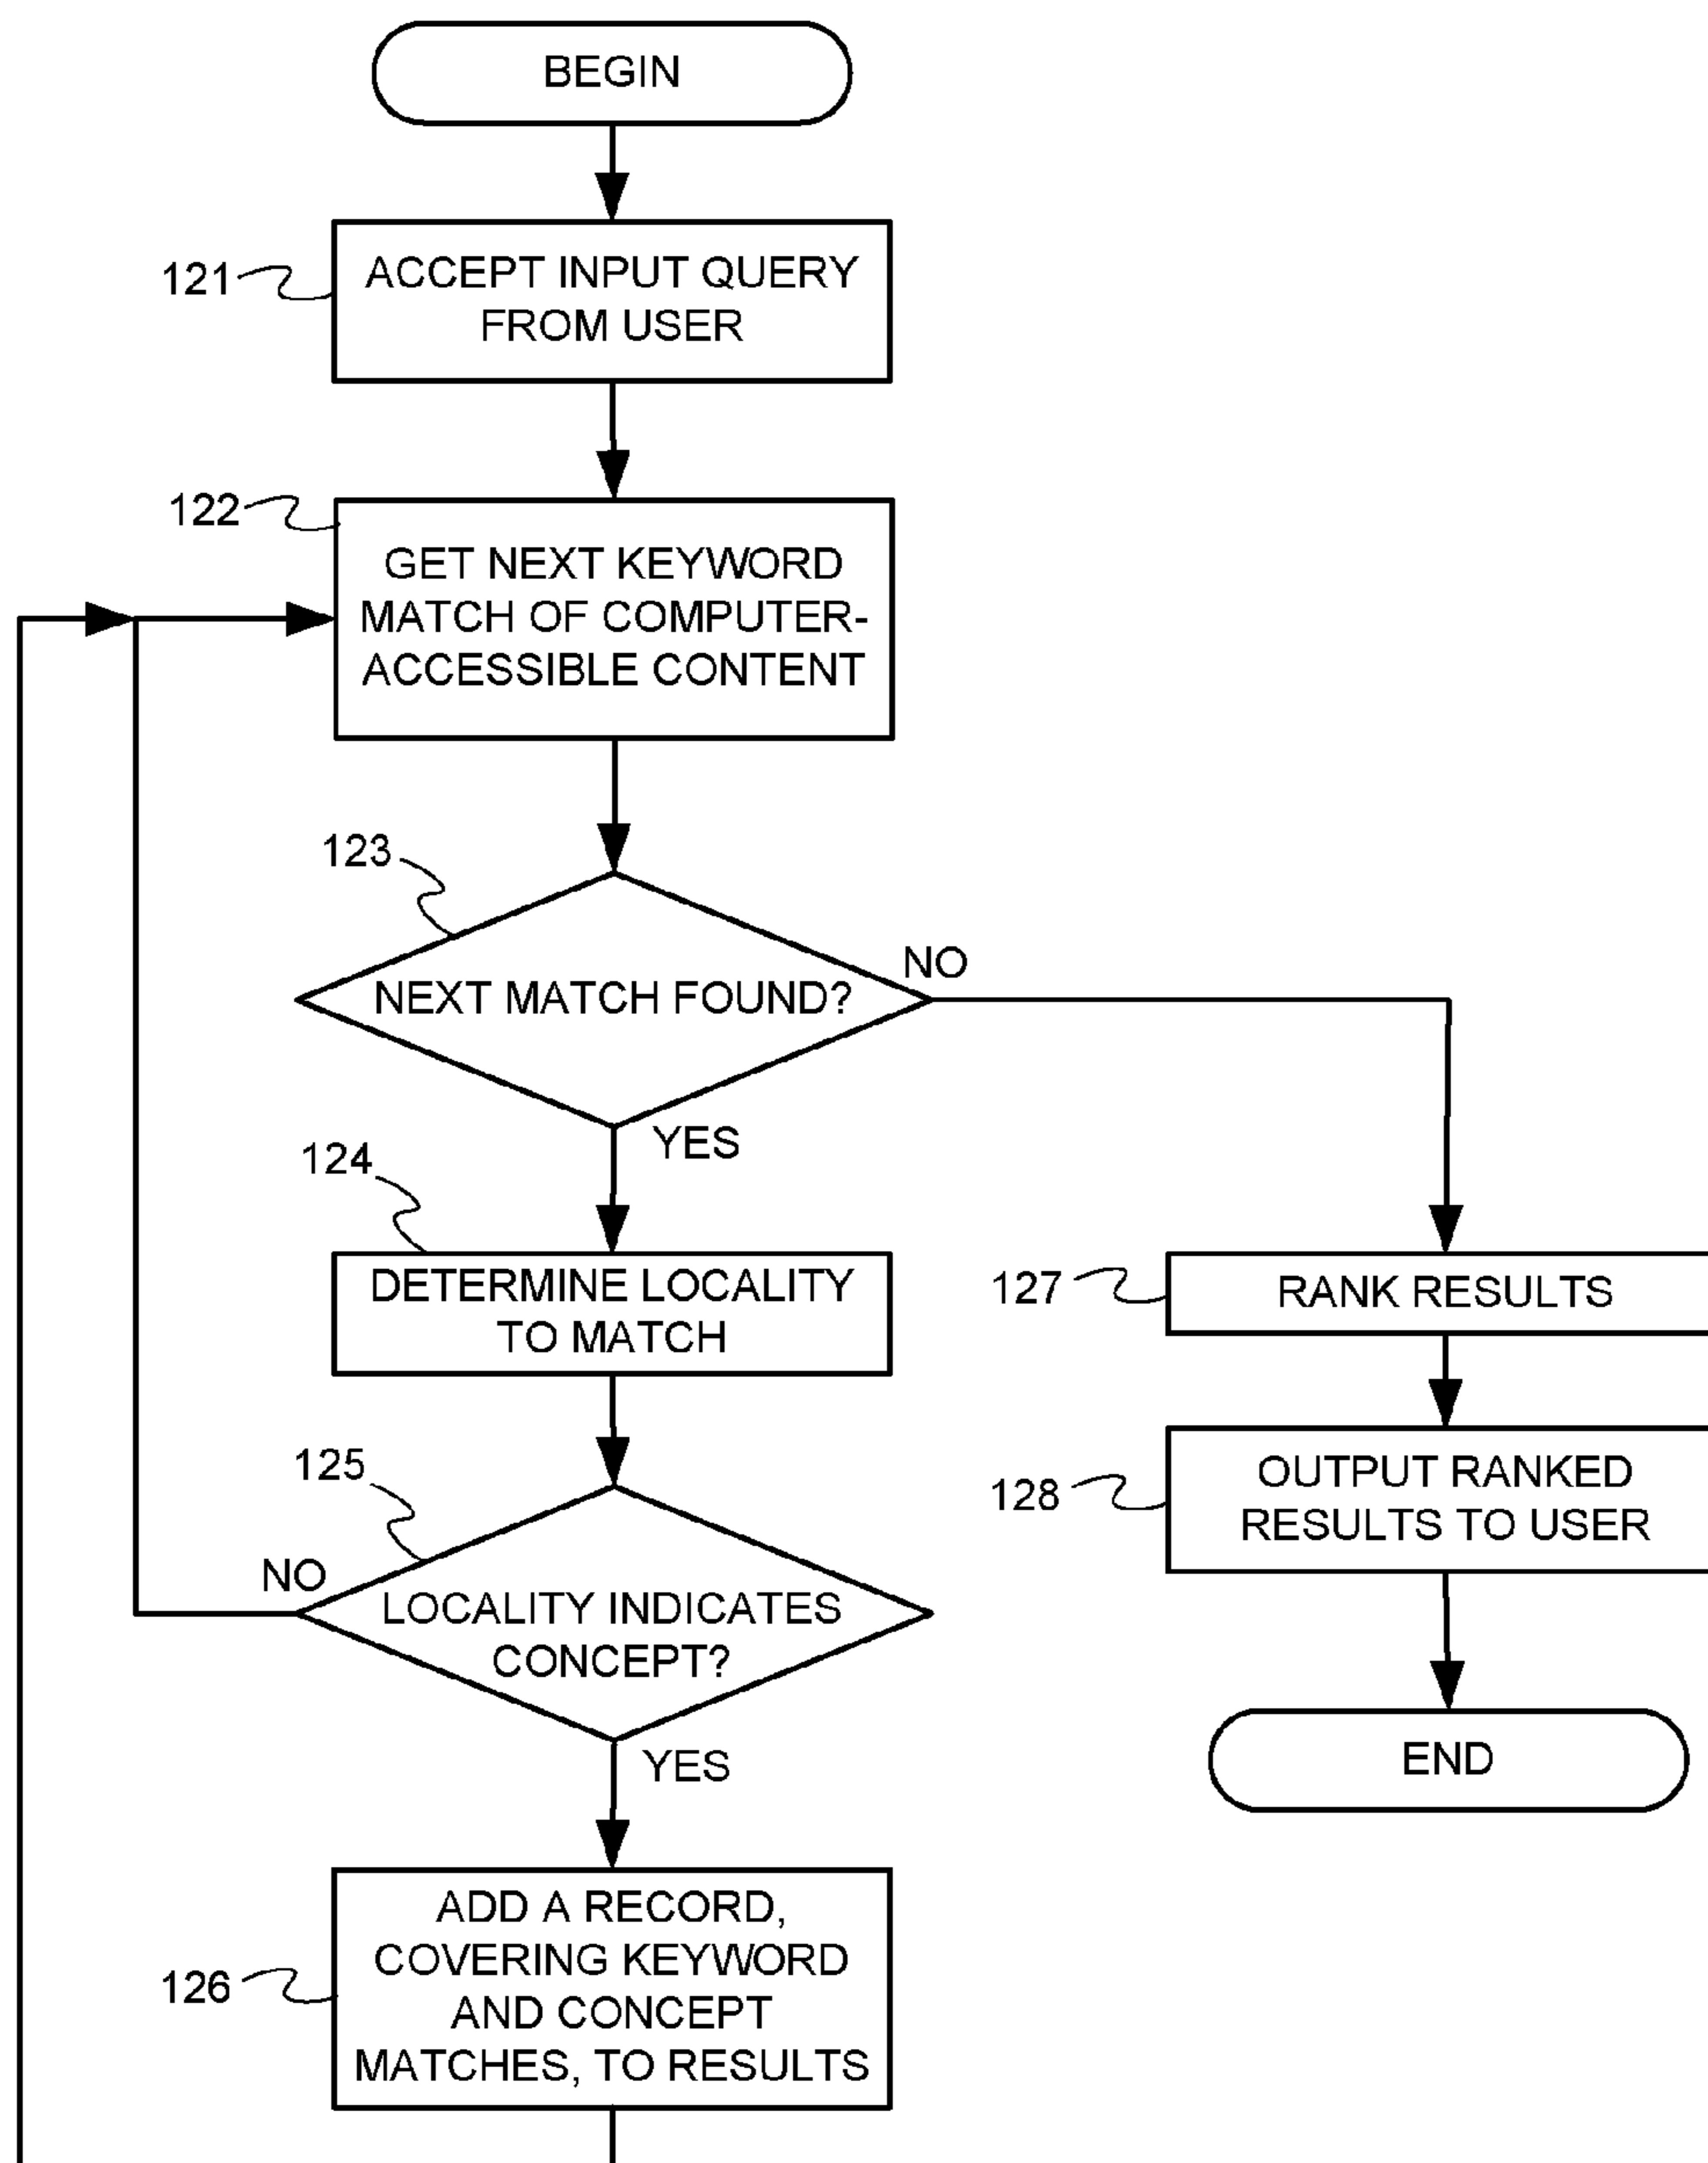 BEGIN
121
ACCEPT INPUT QUERY
FROM USER
122
GET NEXT KEYWORD
MATCH OF COMPUTER-
ACCESSIBLE CONTENT
123
NEXT MATCH FOUND?
NO
YES
124
DETERMINE LOCALITY
TO MATCH
127
RANK RESULTS
125
NO
LOCALITY INDICATES
CONCEPT?
YES
128
OUTPUT RANKED
RESULTS TO USER
END
126
ADD A RECORD,
COVERING KEYWORD
AND CONCEPT
MATCHES, TO RESULTS